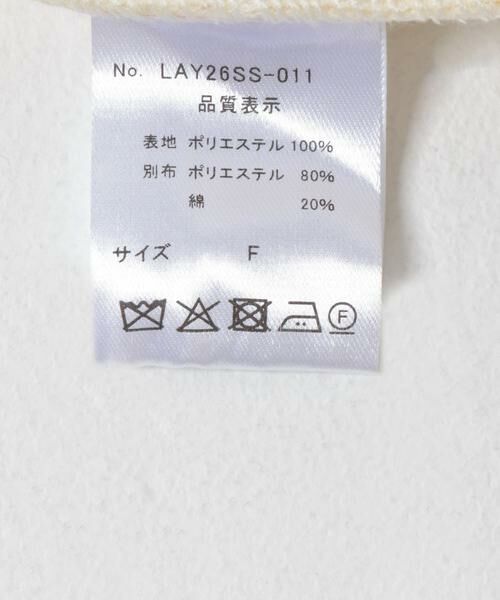 No. LAY26SS-011
品質表示
表地 ポリエステル 100%
別布 ポリエステル 80%
綿 20%
サイズ F
F